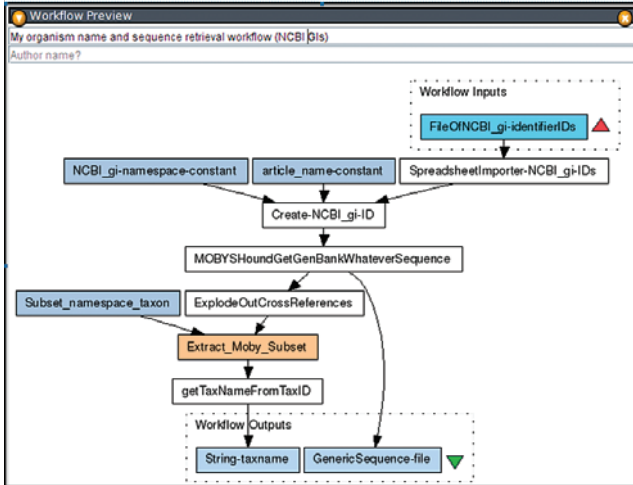 Workflow Preview
My organism name and sequence retrieval workflow (NCBI GIs)
Author name?
Workflow Inputs
FileOfNCBI_gi-identifierIDs
NCBI_gi-namespace-constant
article_name-constant
SpreadsheetImporter-NCBI_gi-IDs
Create-NCBI_gi-ID
MOBYSHoundGetGenBankWhateverSequence
Subset_namespace_taxon
ExplodeOutCrossReferences
Extract_Moby_Subset
getTaxNameFromTaxID
Workflow Outputs
String-taxname
GenericSequence-file